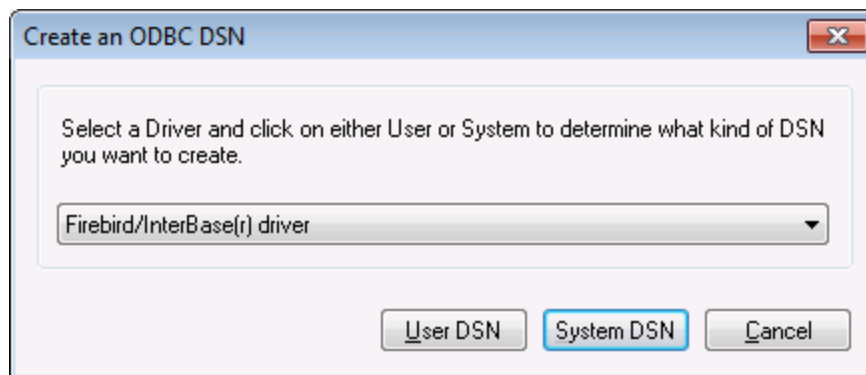 Create an ODBC DSN
Select a Driver and click on either User or System to determine what kind of DSN
you want to create.
Firebird/InterBase(r) driver
User DSN
System DSN
Cancel